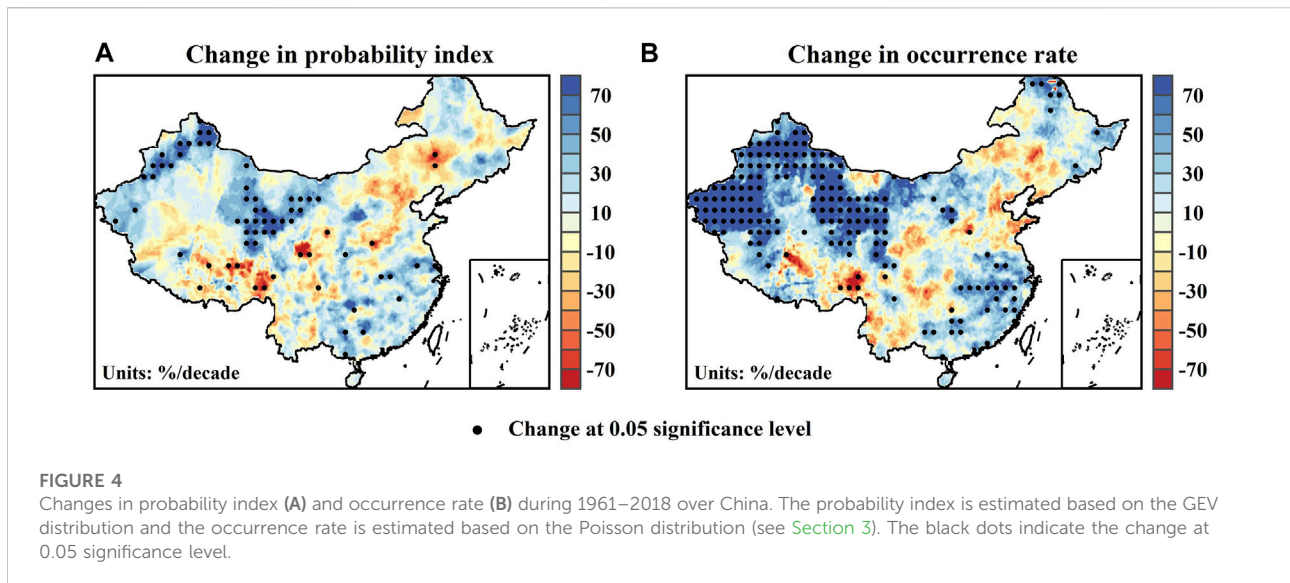 A
Change in probability index
70
50
30
10
-10
-30
-50
-70
Units: %/decade
B
Change in occurrence rate
70
50
30
10
-10
-30
-50
-70
Units: %/decade
Change at 0.05 significance level
FIGURE 4
Changes in probability index (A) and occurrence rate (B) during 1961–2018 over China. The probability index is estimated based on the GEV
distribution and the occurrence rate is estimated based on the Poisson distribution (see Section 3). The black dots indicate the change at
0.05 significance level.